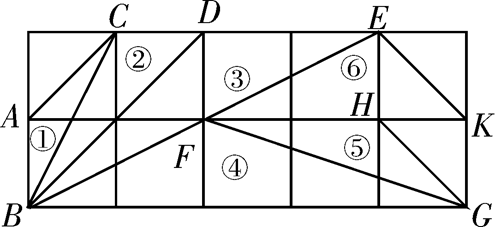 C D E
② ③ ⑥
A ① H K
F ④ ⑤
B G